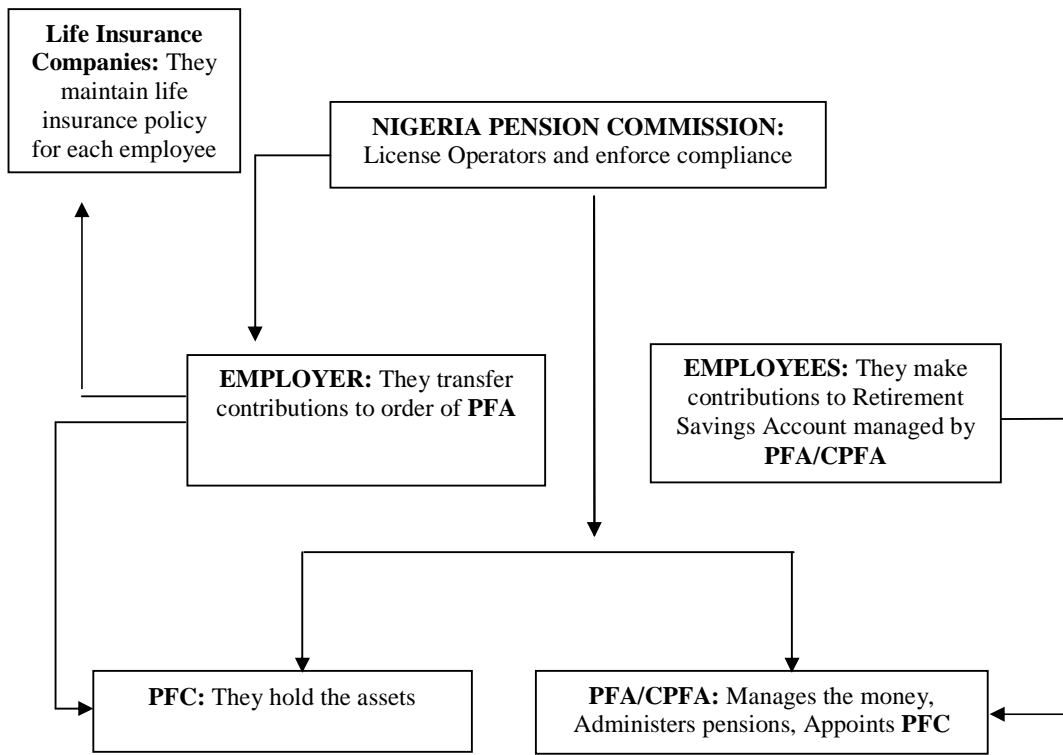 Life Insurance
Companies: They
maintain life
insurance policy
for each employee
NIGERIA PENSION COMMISSION:
License Operators and enforce compliance
EMPLOYER: They transfer
contributions to order of PFA
EMPLOYEES: They make
contributions to Retirement
Savings Account managed by
PFA/CPFA
PFC: They hold the assets
PFA/CPFA: Manages the money,
Administers pensions, Appoints PFC